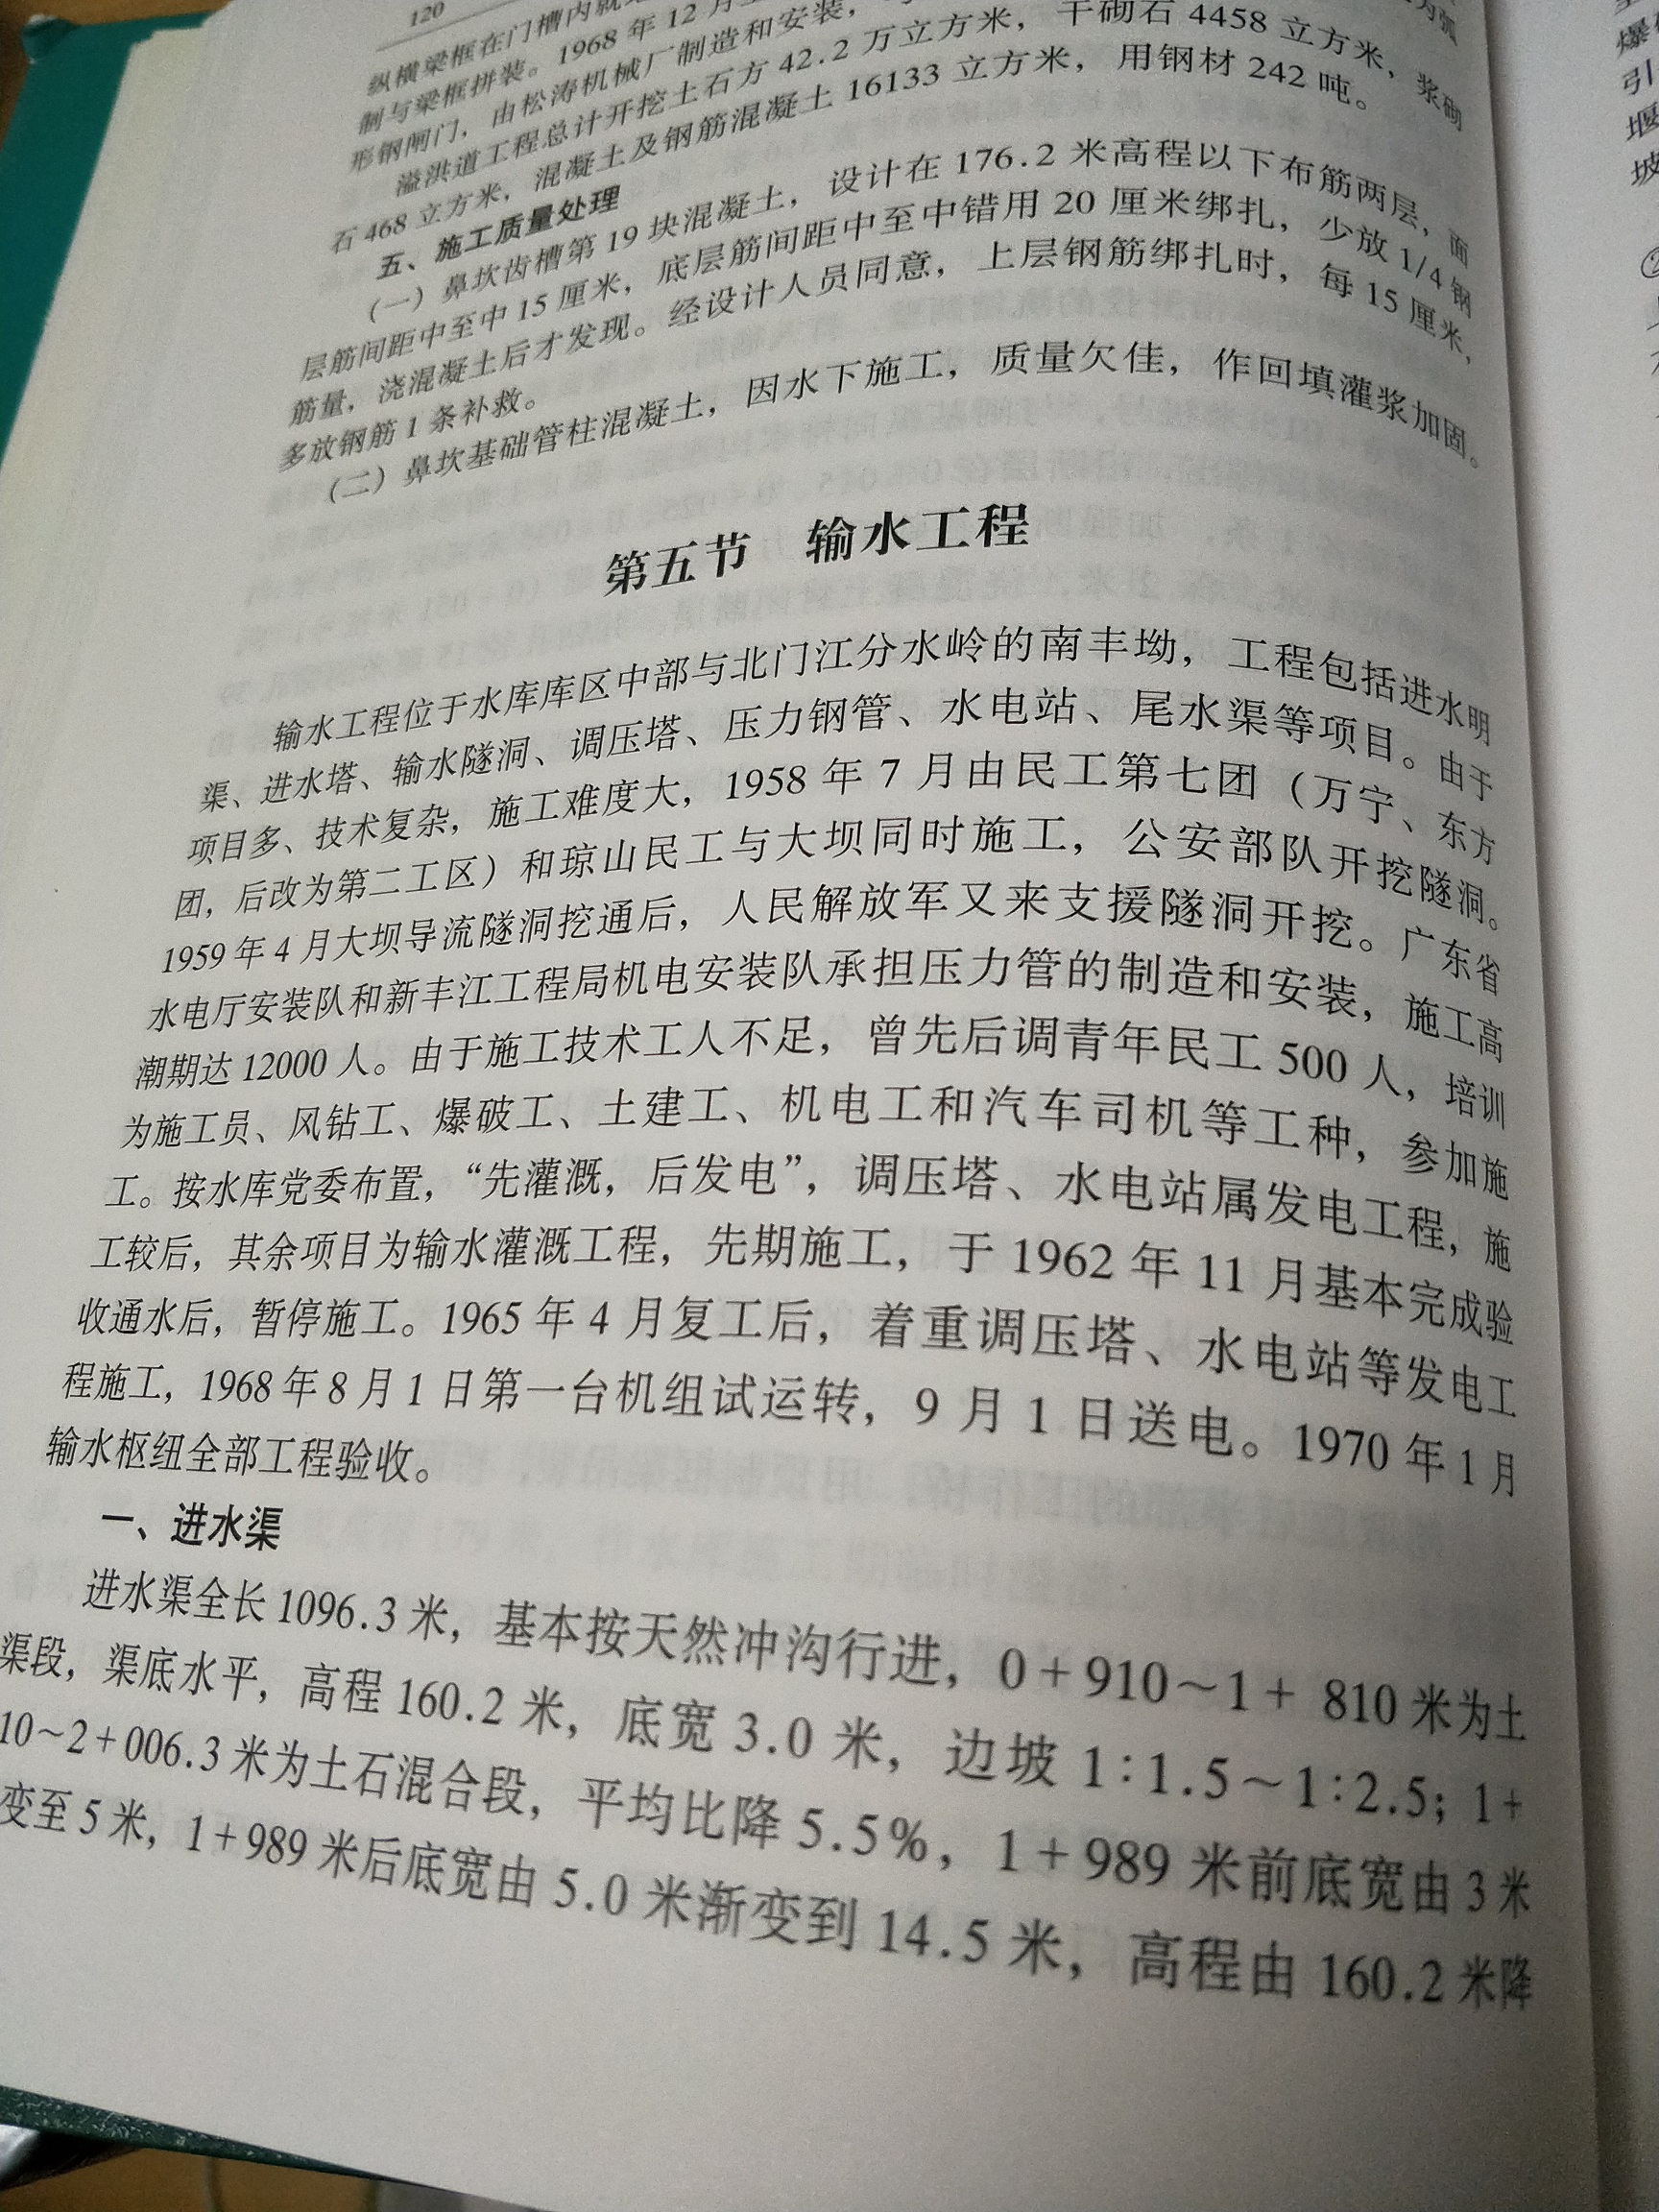 120
纵横梁框在门槽内就
制与梁框拼装。1968 年 12 月
形钢闸门，由松涛机械厂制造和安装，
溢洪道工程总计开挖土石方 42.2 万立方米，干砌石 4458 立方米，浆砌
石 468 立方米，混凝土及钢筋混凝土 16133 立方米，用钢材 242 吨。
五、施工质量处理
（一）鼻坎齿槽第 19 块混凝土，设计在 176.2 米高程以下布筋两层，面
层筋间距中至中 15 厘米，底层筋间距中至中错用 20 厘米绑扎，少放 1/4 钢
筋量，浇混凝土后才发现。经设计人员同意，上层钢筋绑扎时，每 15 厘米，
多放钢筋 1 条补救。
（二）鼻坎基础管柱混凝土，因水下施工，质量欠佳，作回填灌浆加固。
第五节 输水工程
输水工程位于水库库区中部与北门江分水岭的南丰坳，工程包括进水明
渠、进水塔、输水隧洞、调压塔、压力钢管、水电站、尾水渠等项目。由于
项目多、技术复杂，施工难度大，1958 年 7 月由民工第七团（万宁、东方
团，后改为第二工区）和琼山民工与大坝同时施工，公安部队开挖隧洞。
1959 年 4 月大坝导流隧洞挖通后，人民解放军又来支援隧洞开挖。广东省
水电厅安装队和新丰江工程局机电安装队承担压力管的制造和安装，施工高
潮期达 12000 人。由于施工技术工人不足，曾先后调青年民工 500 人，培训
为施工员、风钻工、爆破工、土建工、机电工和汽车司机等工种，参加施
工。按水库党委布置，“先灌溉，后发电”，调压塔、水电站属发电工程，施
工较后，其余项目为输水灌溉工程，先期施工，于 1962 年 11 月基本完成验
收通水后，暂停施工。1965 年 4 月复工后，着重调压塔、水电站等发电工
程施工，1968 年 8 月 1 日第一台机组试运转，9 月 1 日送电。1970 年 1 月
输水枢纽全部工程验收。
一、进水渠
进水渠全长 1096.3 米，基本按天然冲沟行进，0 + 910～1 + 810 米为土
渠段，渠底水平，高程 160.2 米，底宽 3.0 米，边坡 1∶1.5～1∶2.5；1 +
10～2 + 006.3 米为土石混合段，平均比降 5.5%，1 + 989 米前底宽由 3 米
变至 5 米，1 + 989 米后底宽由 5.0 米渐变到 14.5 米，高程由 160.2 米降